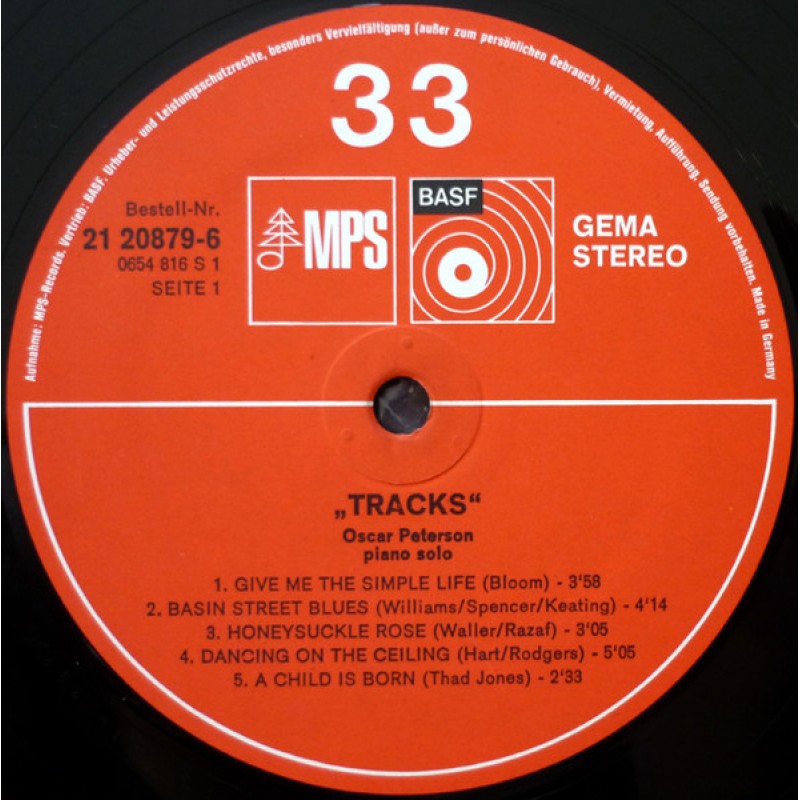 Aufnahme: MPS-Records. Vertrieb: BASF. Urheber- und Leistungsschutzrechte, besonders Vervielfältigung (außer zum persönlichen Gebrauch), Vermietung, Aufführung, Sendung vorbehalten. Made in Germany
33
Bestell-Nr.
21 20879-6
0654 816 S 1
SEITE 1
MPS
BASF
GEMA
STEREO
„TRACKS“
Oscar Peterson
piano solo
1. GIVE ME THE SIMPLE LIFE (Bloom) - 3'58
2. BASIN STREET BLUES (Williams/Spencer/Keating) - 4'14
3. HONEYSUCKLE ROSE (Waller/Razaf) - 3'05
4. DANCING ON THE CEILING (Hart/Rodgers) - 5'05
5. A CHILD IS BORN (Thad Jones) - 2'33